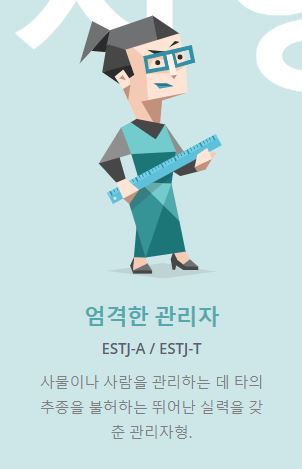 엄격한 관리자
ESTJ-A / ESTJ-T
사물이나 사람을 관리하는 데 타의
추종을 불허하는 뛰어난 실력을 갖
춘 관리자형.